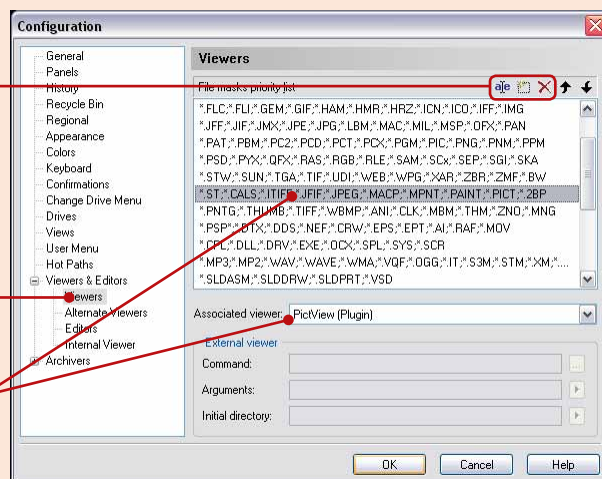 Configuration
General
Panels
History
Recycle Bin
Regional
Appearance
Colors
Keyboard
Confirmations
Change Drive Menu
Drives
Views
User Menu
Hot Paths
Viewers & Editors
Viewers
Alternate Viewers
Editors
Internal Viewer
Archivers
Viewers
File masks priority list
*.FLC;*.FLI;*.GEM;*.GIF;*.HAM;*.HMR;*.HRZ;*.ICN;*.ICO;*.IFF;*.IMG
*.JFF;*.JIF;*.JMX;*.JPE;*.JPG;*.LBM;*.MAC;*.MIL;*.MSP;*.OFX;*.PAN
*.PAT;*.PBM;*.PC2;*.PCD;*.PCT;*.PCX;*.PGM;*.PIC;*.PNG;*.PNM;*.PPM
*.PSD;*.PYX;*.QFX;*.RAS;*.RGB;*.RLE;*.SAM;*.SCx;*.SEP;*.SGI;*.SKA
*.STW;*.SUN;*.TGA;*.TIF;*.UDI;*.WEB;*.WPG;*.XAR;*.ZBR;*.ZMF;*.BW
*.ST;*.CALS;*.ITIFF;*.JFIF;*.JPEG;*.MACP;*.MPNT;*.PAINT;*.PICT;*.2BP
*.PNTG;*.THUMB;*.TIFF;*.WBMP;*.ANI;*.CLK;*.MBM;*.THM;*.ZNO;*.MNG
*.PSP;*.DTX;*.DDS;*.NEF;*.CRW;*.EPS;*.EPT;*.AI;*.RAF;*.MOV
*.CPL;*.DLL;*.DRV;*.EXE;*.OCX;*.SPL;*.SYS;*.SCR
*.MP3;*.MP2;*.WAV;*.WAVE;*.WMA;*.VQF;*.OGG;*.IT;*.S3M;*.STM;*.XM;*....
*.SLDASM;*.SLDDRW;*.SLDPRT;*.VSD
Associated viewer: PictView (Plugin)
External viewer
Command:
Arguments:
Initial directory:
OK Cancel Help